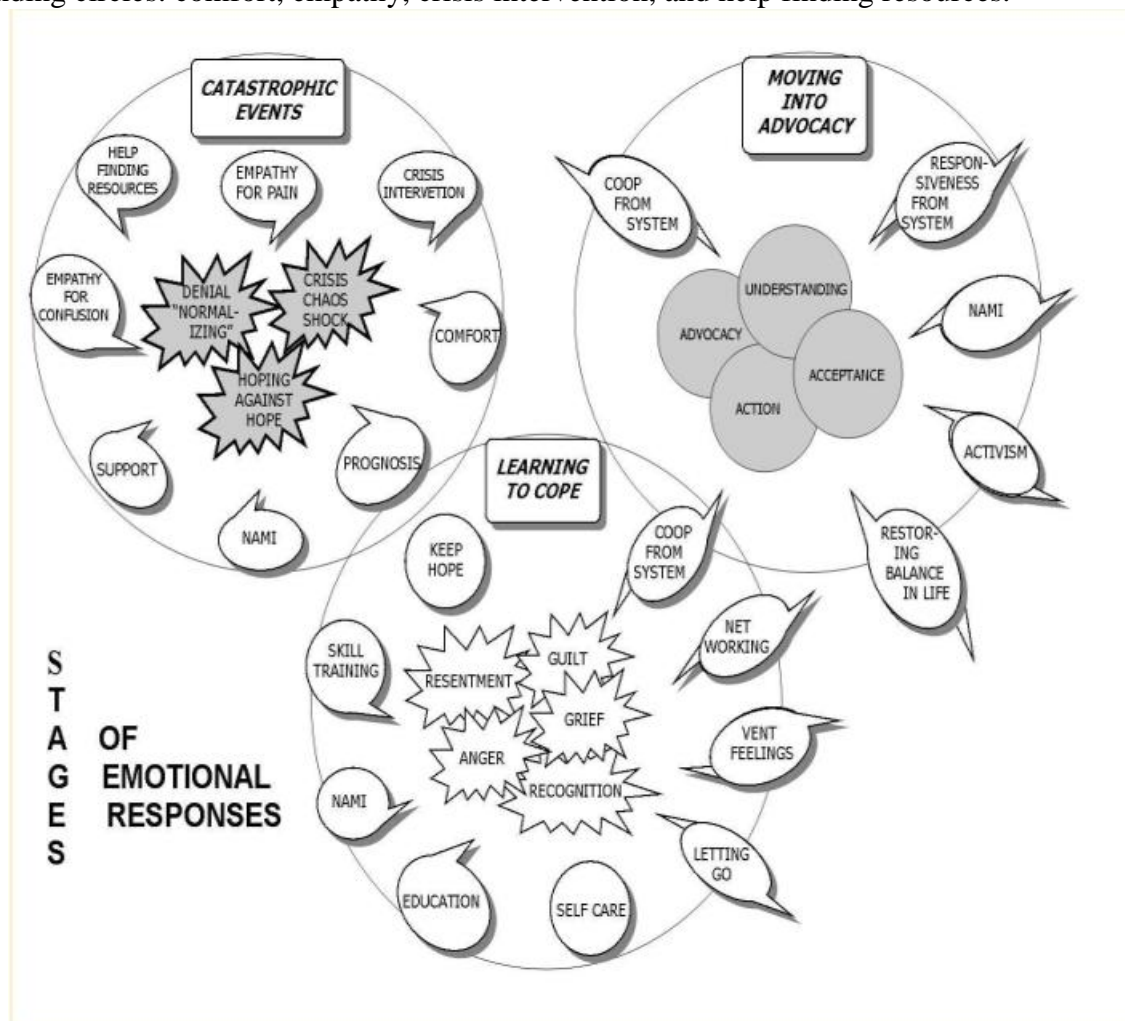 comfort, empathy, crisis intervention, and help finding resources.
CATASTROPHIC
EVENTS
HELP
FINDING
RESOURCES
EMPATHY
FOR PAIN
CRISIS
INTERVETION
EMPATHY
FOR
CONFUSION
DENIAL
"NORMAL-
IZING"
CRISIS
CHAOS
SHOCK
COMFORT
HOPING
AGAINST
HOPE
SUPPORT
PROGNOSIS
NAMI
MOVING
INTO
ADVOCACY
COOP
FROM
SYSTEM
RESPON-
SIVENESS
FROM
SYSTEM
UNDERSTANDING
NAMI
ADVOCACY
ACCEPTANCE
ACTION
ACTIVISM
RESTOR-
ING
BALANCE
IN LIFE
LEARNING
TO COPE
KEEP
HOPE
COOP
FROM
SYSTEM
SKILL
TRAINING
RESENTMENT
GUILT
NET
WORKING
GRIEF
ANGER
VENT
FEELINGS
RECOGNITION
NAMI
LETTING
GO
EDUCATION
SELF CARE
STAGES
OF
EMOTIONAL
RESPONSES